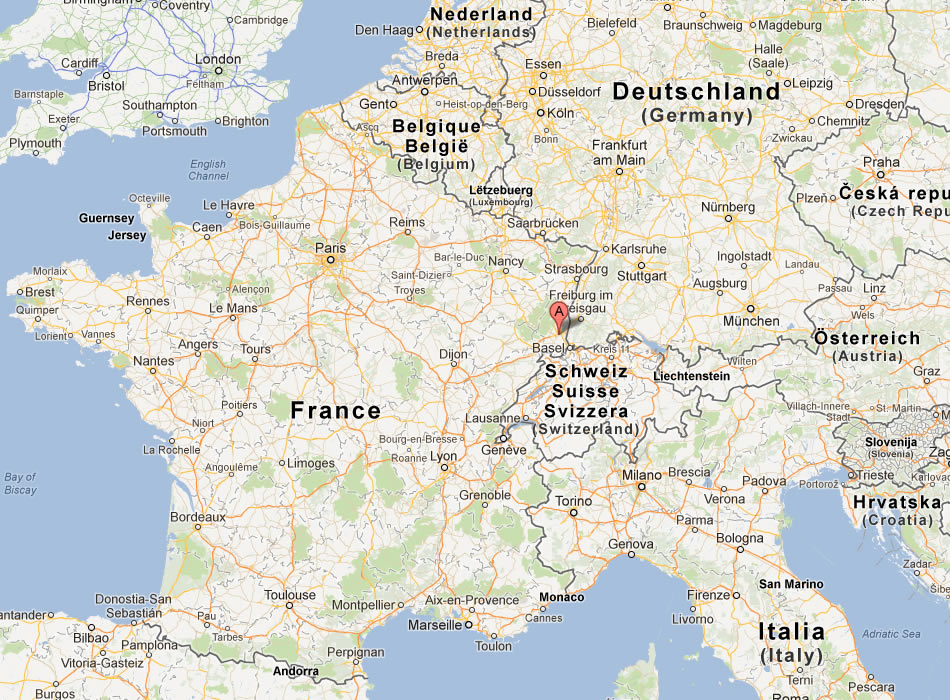 Birmingham
Coventry
Cambridge
Cardiff
London
Bristol
Feltham
Barnstaple
Southampton
Exeter
Brighton
Portsmouth
Plymouth
English
Channel
Nederland
(Netherlands)
Den Haag
Breda
Antwerpen
Gent
Heist-op-den-Berg
Ascq
Belgique
België
(Belgium)
Lëtzebuerg
(Luxembourg)
Bielefeld
Braunschweig
Magdeburg
Essen
Halle
(Saale)
Düsseldorf
Leipzig
Deutschland
(Germany)
Köln
Dresden
Bonn
Chemnitz
Zwickau
Frankfurt
am Main
Praha
Plzeň
Česká repu
(Czech Repu
Octeville
Guernsey
Jersey
Le Havre
Caen
Bois-Guillaume
Reims
Saarbrücken
Nürnberg
Paris
Bar-le-Duc
Nancy
Karlsruhe
Ingolstadt
Saint-Dizier
Strasbourg
Stuttgart
Landau
Morlaix
Brest
Alençon
Troyes
Augsburg
Passau
Linz
Quimper
Rennes
Le Mans
Freiburg im
Breisgau
A
München
Lorient
Vannes
Angers
Tours
Dijon
Basel
Kreis 11
Österreich
(Austria)
Nantes
Wilten
Liechtenstein
Schweiz
Suisse
Svizzera
(Switzerland)
Graz
France
Poitiers
Niort
Lausanne
Villach-Innere
Stadt
St. Martin
M
La Rochelle
Bourg-en-Bresse
Genève
Slovenija
(Slovenia)
Zag
Angoulême
Limoges
Roanne
Lyon
Milano
Brescia
Padova
Portorož
Trieste
Karlovac
Bay of
Biscay
Grenoble
Torino
Verona
Hrvatska
(Croatia)
Bordeaux
Parma
Bologna
Genova
Zadar
San Marino
Šibe
Donostia-San
Sebastián
Toulouse
Montpellier
Aix-en-Provence
Monaco
Firenze
antander
Pau
Marseille
Cannes
Livorno
Bilbao
Pamplona
Tarbes
Toulon
Italia
(Italy)
Adriatic Sea
Vitoria-Gasteiz
Perpignan
Andorra
Terni
Burgos
Pescara